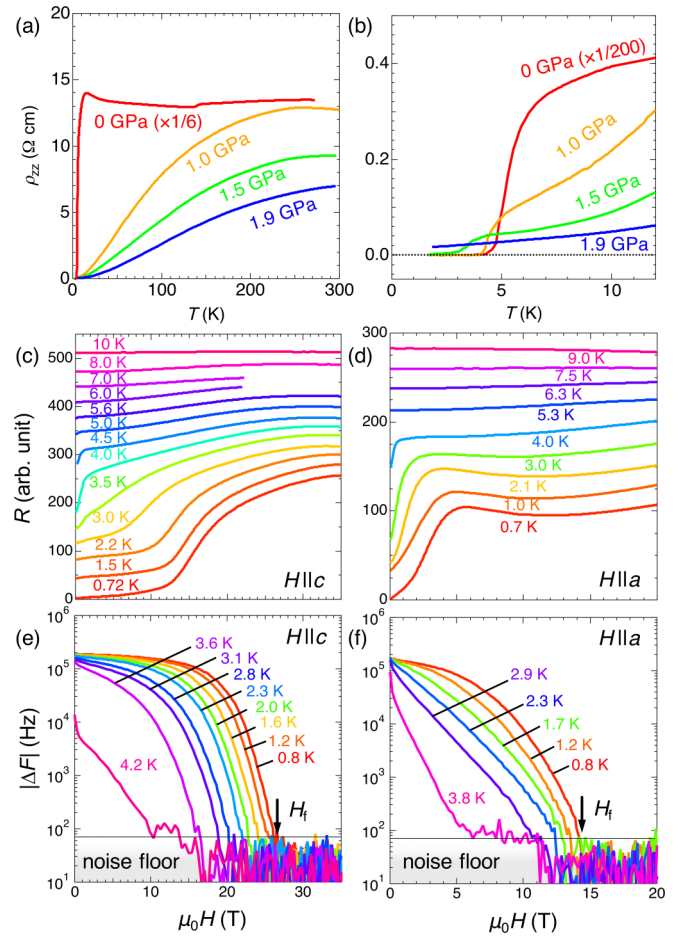 (a)
20
15
10
5
0
ρzz (Ω cm)
0 GPa (×1/6)
1.0 GPa
1.5 GPa
1.9 GPa
0
100
200
300
T (K)
(b)
0.4
0.2
0.0
0 GPa (×1/200)
1.0 GPa
1.5 GPa
1.9 GPa
0
5
10
T (K)
(c)
500
400
300
200
100
0
R (arb. unit)
10 K
8.0 K
7.0 K
6.0 K
5.6 K
5.0 K
4.5 K
4.0 K
3.5 K
3.0 K
2.2 K
1.5 K
0.72 K
H||c
(d)
300
200
100
0
9.0 K
7.5 K
6.3 K
5.3 K
4.0 K
3.0 K
2.1 K
1.0 K
0.7 K
H||a
(e)
H||c
10⁶
10⁵
10⁴
10³
10²
10¹
|ΔF| (Hz)
3.6 K
3.1 K
2.8 K
2.3 K
2.0 K
1.6 K
1.2 K
0.8 K
4.2 K
Hf
noise floor
0
10
20
30
μ₀H (T)
(f)
H||a
10⁶
10⁵
10⁴
10³
10²
10¹
2.9 K
2.3 K
1.7 K
1.2 K
0.8 K
3.8 K
Hf
noise floor
0
5
10
15
20
μ₀H (T)